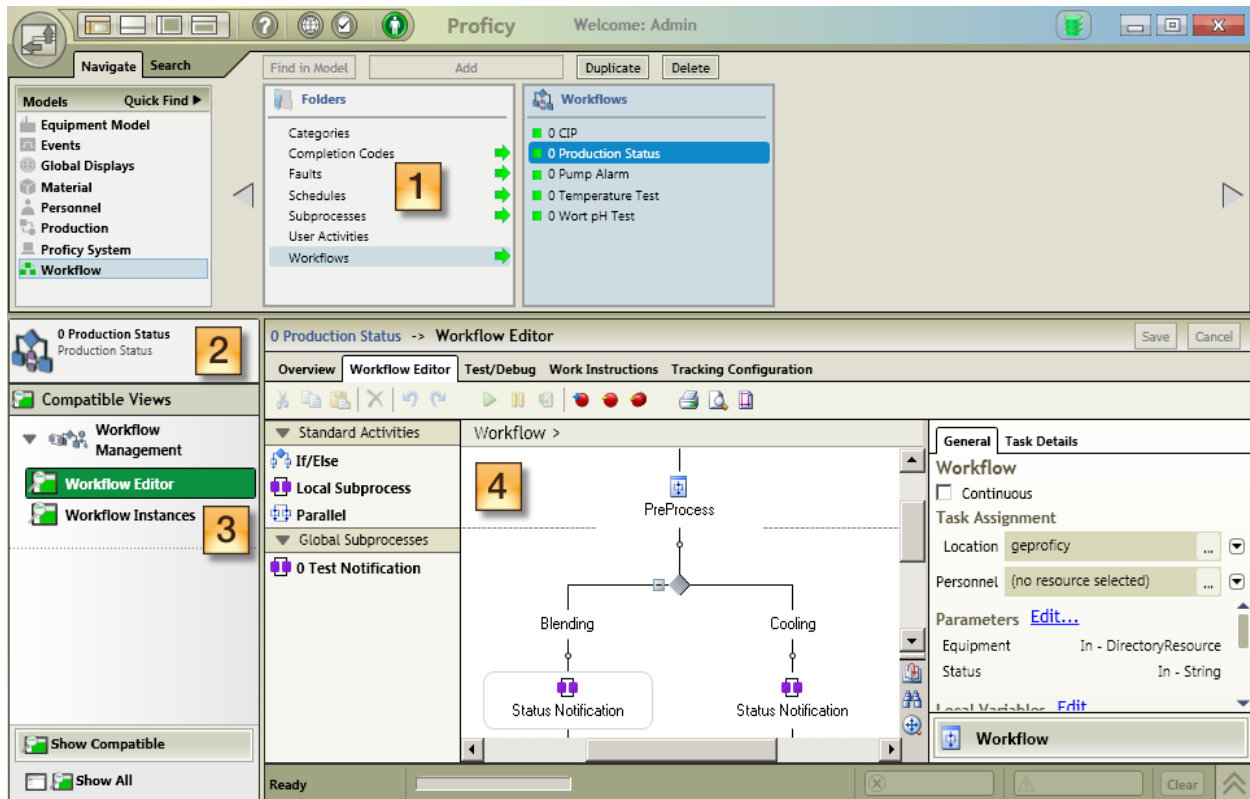 Proficy
Welcome: Admin
Navigate
Search
Find in Model
Add
Duplicate
Delete
Models
Quick Find
Equipment Model
Events
Global Displays
Material
Personnel
Production
Proficy System
Workflow
Folders
Categories
Completion Codes
Faults
Schedules
Subprocesses
User Activities
Workflows
1
Workflows
0 CIP
0 Production Status
0 Pump Alarm
0 Temperature Test
0 Wort pH Test
0 Production Status
Production Status
2
Compatible Views
Workflow
Management
Workflow Editor
Workflow Instances
3
Show Compatible
Show All
0 Production Status -> Workflow Editor
Save
Cancel
Overview
Workflow Editor
Test/Debug
Work Instructions
Tracking Configuration
Standard Activities
If/Else
Local Subprocess
Parallel
Global Subprocesses
0 Test Notification
Workflow >
4
PreProcess
Blending
Cooling
Status Notification
Status Notification
General
Task Details
Workflow
Continuous
Task Assignment
Location
geproficy
...
Personnel
(no resource selected)
...
Parameters Edit...
Equipment
In - DirectoryResource
Status
In - String
Local Variables Edit
Workflow
Ready
Clear